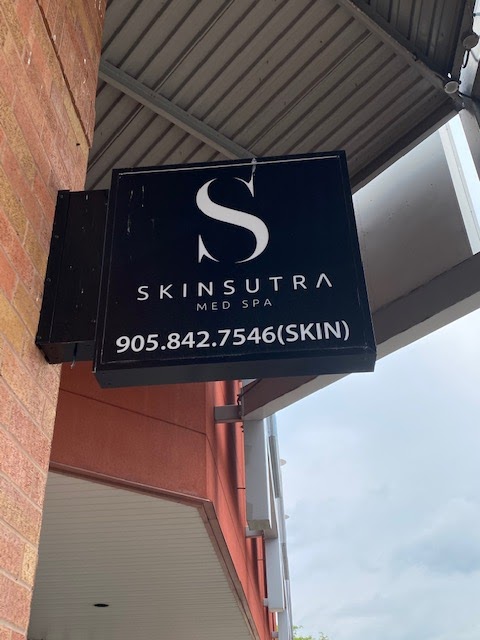 S
SKINSUTRA
MED SPA
905.842.7546(SKIN)